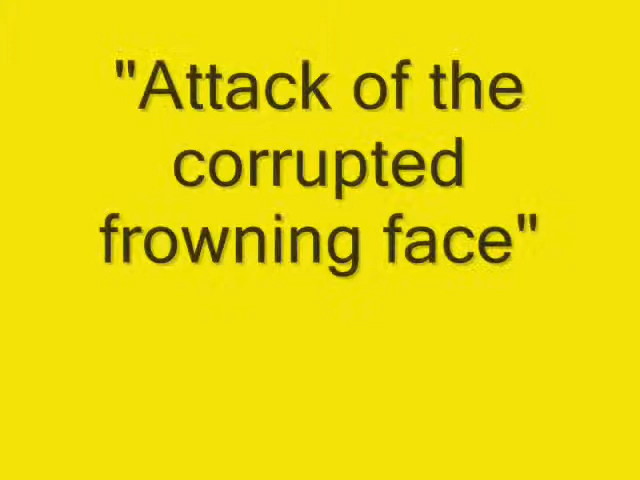 "Attack of the
corrupted
frowning face"